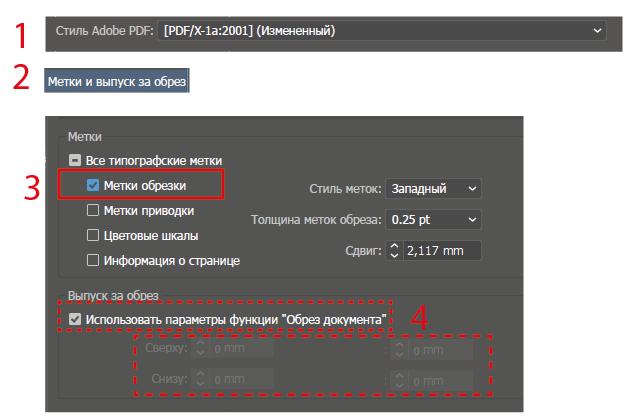 1 Стиль Adobe PDF: [PDF/X-1a:2001] (Измененный)
2 Метки и выпуск за обрез
Метки
Все типографские метки
3 Метки обрезки Стиль меток: Западный
Метки приводки Толщина меток обреза: 0.25 pt
Цветовые шкалы Сдвиг: 2,117 mm
Информация о странице
Выпуск за обрез
Использовать параметры функции "Обрез документа" 4
Сверху: 0 mm : 0 mm
Снизу: 0 mm : 0 mm